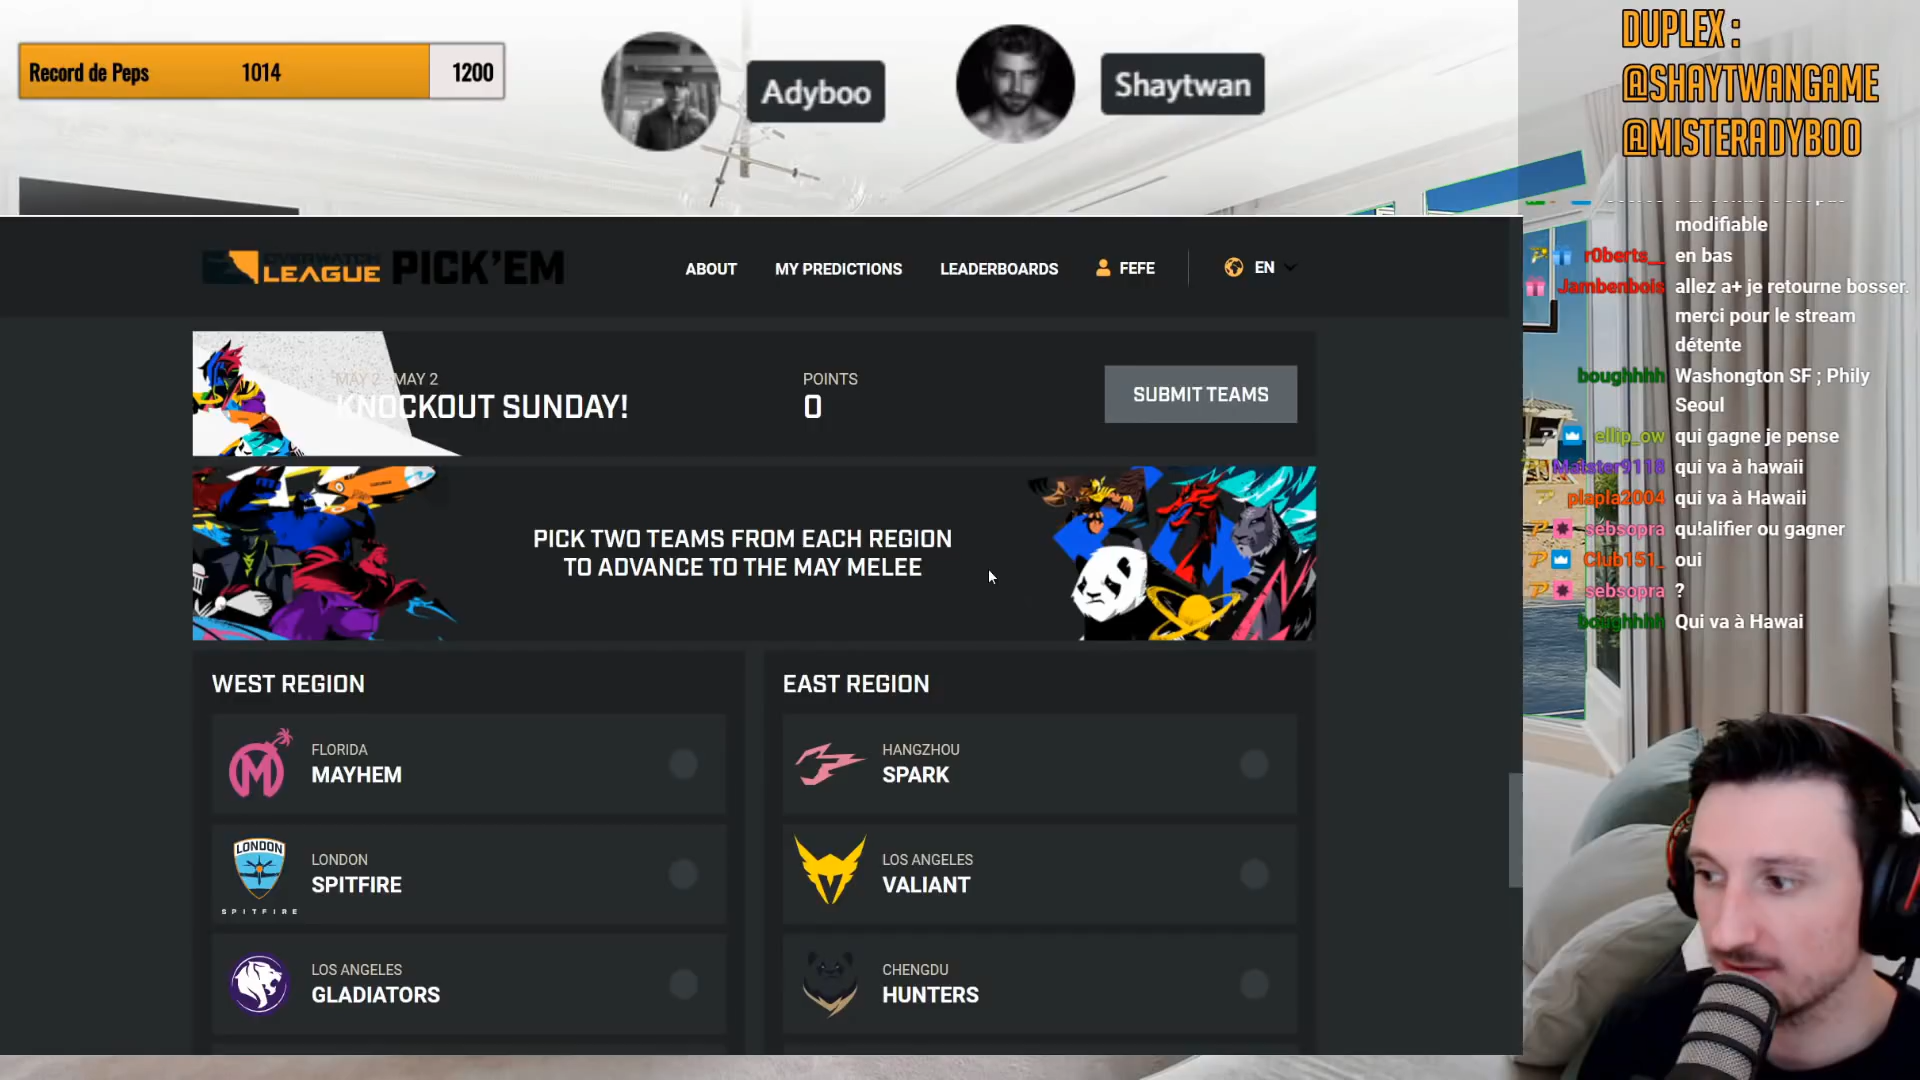 Record de Peps 1014 1200
Adyboo
Shaytwan
DUPLEX :
@SHAYTWANGAME
@MISTERADYBOO
OVERWATCH
LEAGUE PICK'EM
ABOUT
MY PREDICTIONS
LEADERBOARDS
FEFE
EN
MAY 2 - MAY 2
KNOCKOUT SUNDAY!
POINTS
0
SUBMIT TEAMS
PICK TWO TEAMS FROM EACH REGION
TO ADVANCE TO THE MAY MELEE
WEST REGION
FLORIDA
MAYHEM
LONDON
SPITFIRE
LONDON
SPITFIRE
LOS ANGELES
GLADIATORS
EAST REGION
HANGZHOU
SPARK
LOS ANGELES
VALIANT
CHENGDU
HUNTERS
modifiable
r0berts__ en bas
Jambenbois allez a+ je retourne bosser.
merci pour le stream
détente
boughhhh Washongton SF ; Phily
Seoul
ellip_ow qui gagne je pense
Maister9118 qui va à hawaii
plapla2004 qui va à Hawaii
sebsopra qu!alifier ou gagner
Club151_ oui
sebsopra ?
boughhhh Qui va à Hawai